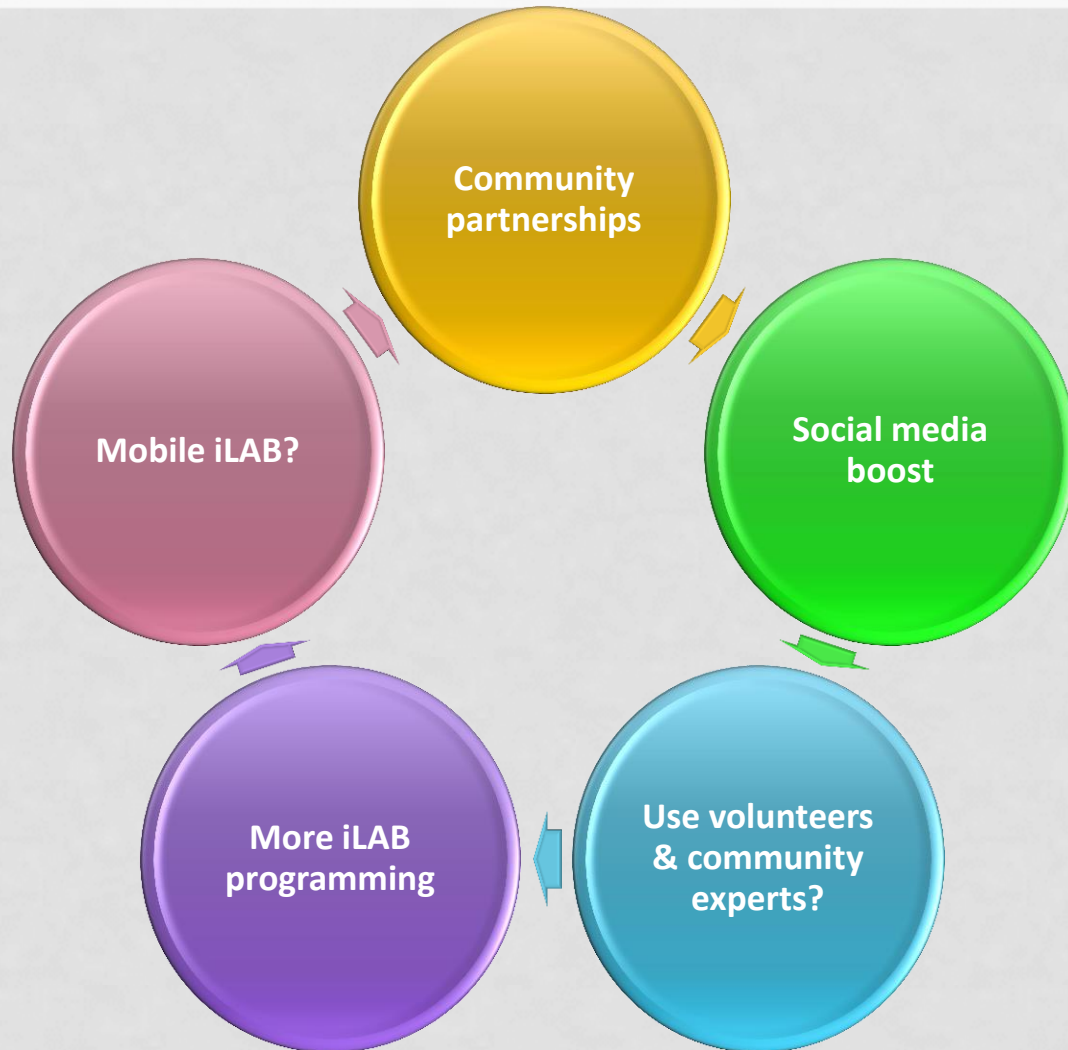 Community
partnerships
Social media
boost
Use volunteers
& community
experts?
More iLAB
programming
Mobile iLAB?